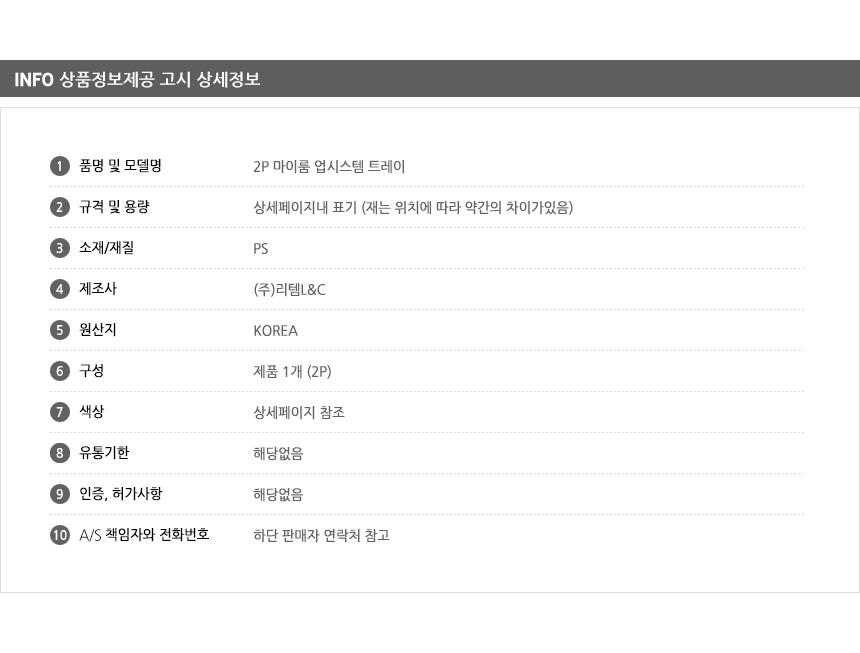 INFO 상품정보제공 고시 상세정보
1 품명 및 모델명 2P 마이룸 업시스템 트레이
2 규격 및 용량 상세페이지내 표기 (재는 위치에 따라 약간의 차이가있음)
3 소재/재질 PS
4 제조사 (주)리템L&C
5 원산지 KOREA
6 구성 제품 1개 (2P)
7 색상 상세페이지 참조
8 유통기한 해당없음
9 인증, 허가사항 해당없음
10 A/S 책임자와 전화번호 하단 판매자 연락처 참고